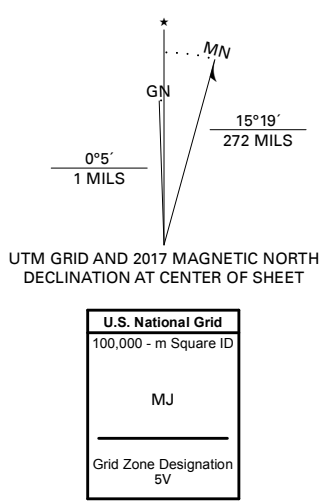 ★
MN
GN
15°19´
272 MILS
0°5´
1 MILS
UTM GRID AND 2017 MAGNETIC NORTH
DECLINATION AT CENTER OF SHEET
U.S. National Grid
100,000 - m Square ID
MJ
Grid Zone Designation
5V